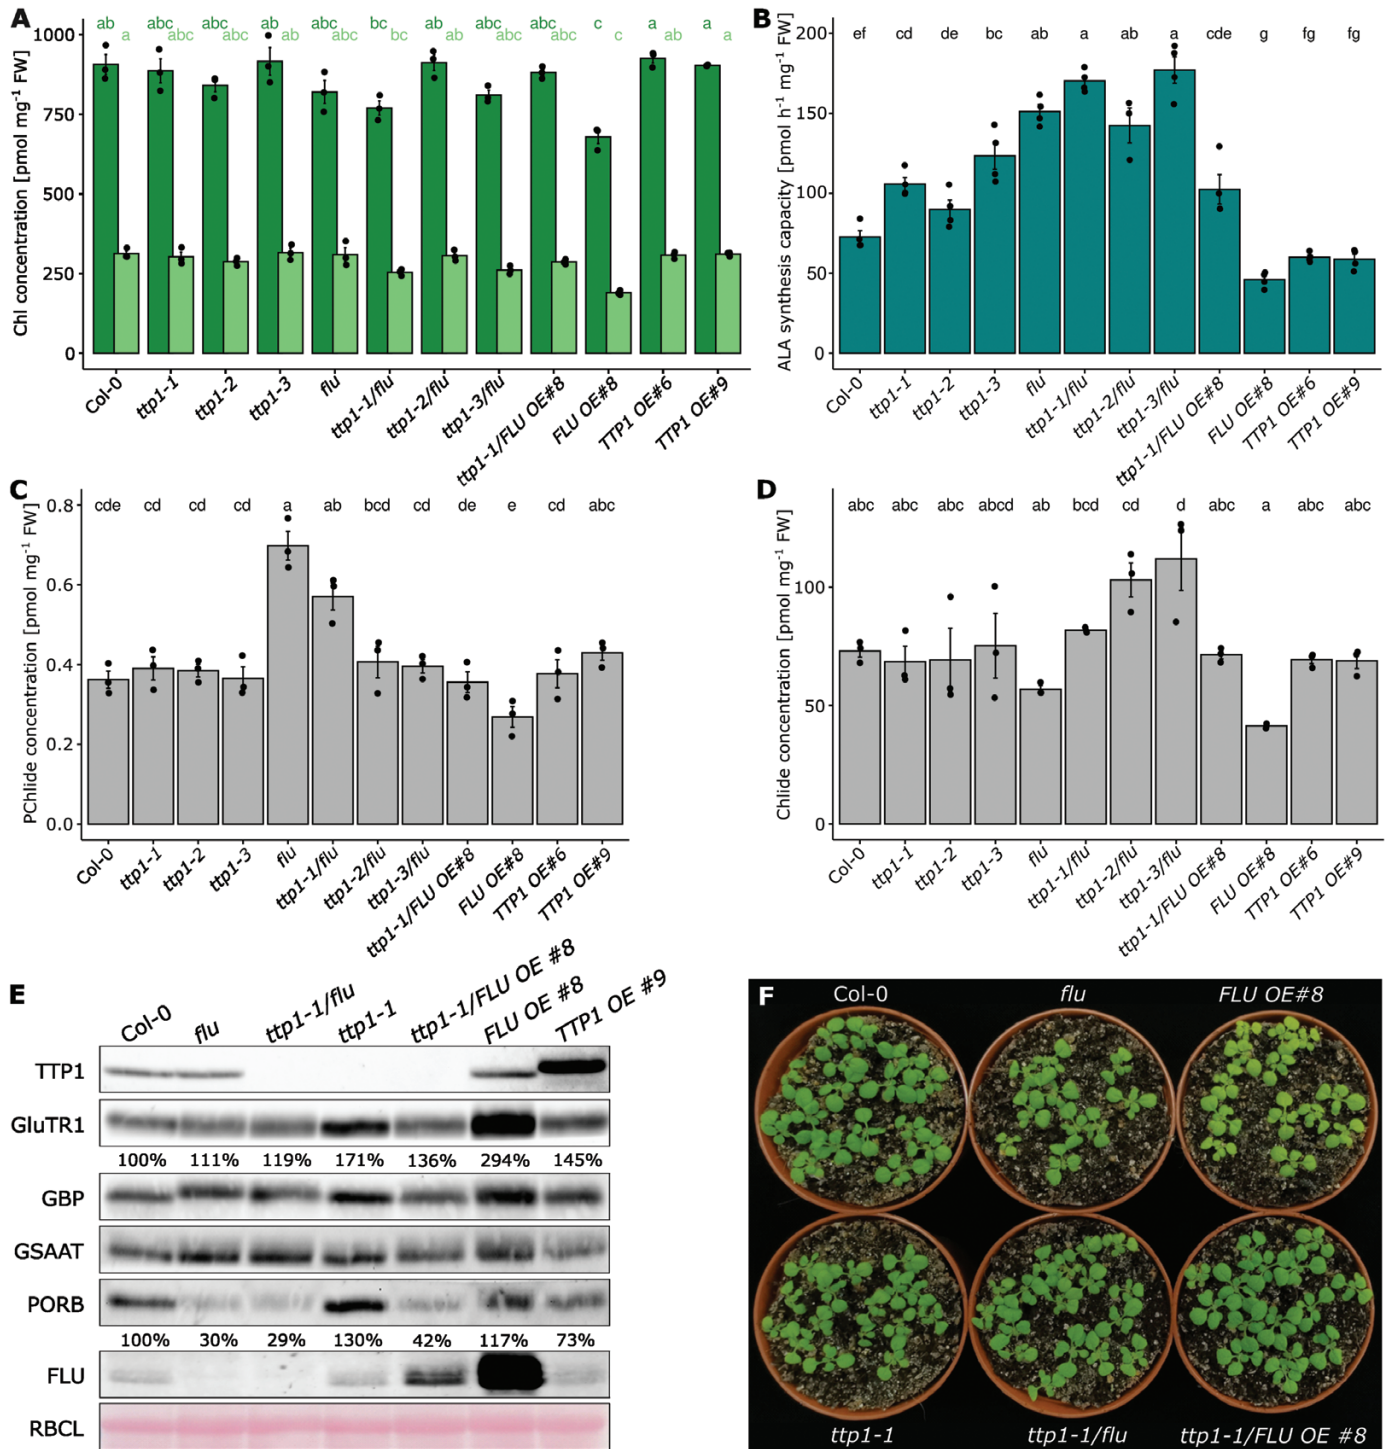 A
ab abc abc ab abc bc ab abc abc c a a
a abc abc ab abc bc ab abc abc c ab a
Chl concentration [pmol mg⁻¹ FW]
1000
750
500
250
0
Col-0 ttp1-1 ttp1-2 ttp1-3 flu ttp1-1/flu ttp1-2/flu ttp1-3/flu ttp1-1/FLU OE#8 FLU OE#8 TTP1 OE#6 TTP1 OE#9
B
ef cd de bc ab a ab a cde g fg fg
ALA synthesis capacity [pmol h⁻¹ mg⁻¹ FW]
200
150
100
50
0
Col-0 ttp1-1 ttp1-2 ttp1-3 flu ttp1-1/flu ttp1-2/flu ttp1-3/flu ttp1-1/FLU OE#8 FLU OE#8 TTP1 OE#6 TTP1 OE#9
C
cde cd cd cd a ab bcd cd de e cd abc
PChlide concentration [pmol mg⁻¹ FW]
0.8
0.6
0.4
0.2
0.0
Col-0 ttp1-1 ttp1-2 ttp1-3 flu ttp1-1/flu ttp1-2/flu ttp1-3/flu ttp1-1/FLU OE#8 FLU OE#8 TTP1 OE#6 TTP1 OE#9
D
abc abc abc abcd ab bcd cd d abc a abc abc
Chlide concentration [pmol mg⁻¹ FW]
100
50
0
Col-0 ttp1-1 ttp1-2 ttp1-3 flu ttp1-1/flu ttp1-2/flu ttp1-3/flu ttp1-1/FLU OE#8 FLU OE#8 TTP1 OE#6 TTP1 OE#9
E
Col-0 flu ttp1-1/flu ttp1-1 ttp1-1/FLU OE #8 FLU OE #8 TTP1 OE #9
TTP1
GluTR1
100% 111% 119% 171% 136% 294% 145%
GBP
GSAAT
PORB
100% 30% 29% 130% 42% 117% 73%
FLU
RBCL
F
Col-0 flu FLU OE#8
ttp1-1 ttp1-1/flu ttp1-1/FLU OE #8